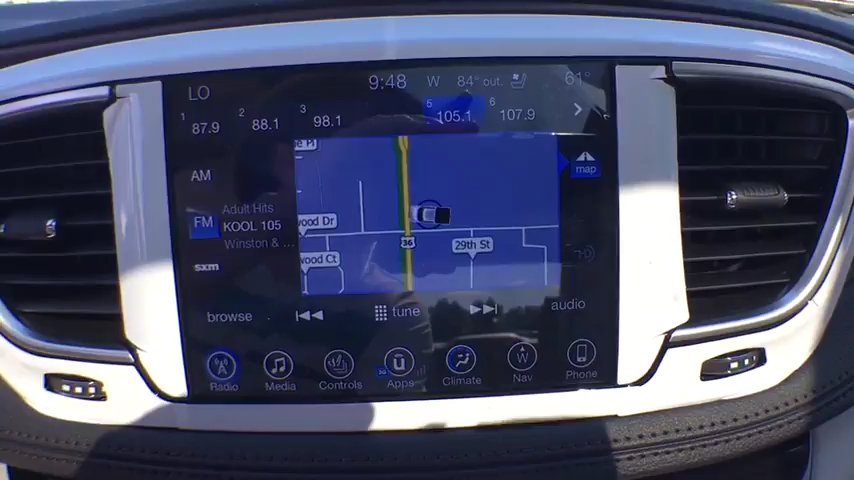 LO 9:48 W 84° out. 61°
1 87.9 2 88.1 3 98.1 5 105.1 6 107.9
AM
map
FM
Adult Hits
KOOL 105
Winston & ...
sxm
e Pl
wood Dr
36
29th St
wood Ct
browse tune audio
Radio Media Controls Apps Climate Nav Phone